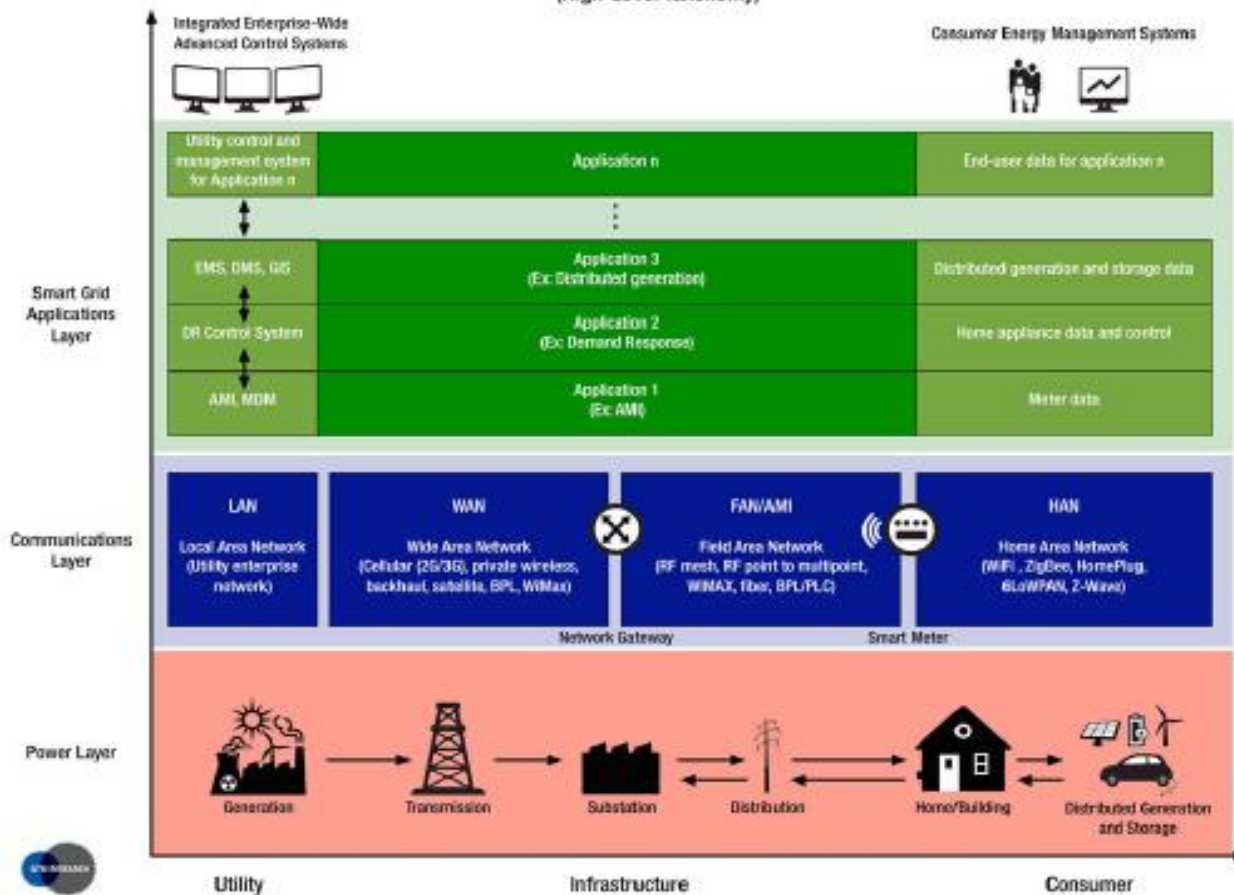 (High-Level Taxonomy)
Integrated Enterprise-Wide
Advanced Control Systems
Consumer Energy Management Systems
Utility control and
management system
for Application n
Application n
End-user data for application n
Smart Grid
Applications
Layer
EMS, DMS, GIS
Application 3
(Ex: Distributed generation)
Distributed generation and storage data
DR Control System
Application 2
(Ex: Demand Response)
Home appliance data and control
AMI, MDM
Application 1
(Ex: AMI)
Meter data
Communications
Layer
LAN
Local Area Network
(Utility enterprise
network)
WAN
Wide Area Network
(Cellular (2G/3G), private wireless,
backhaul, satellite, BPL, WiMax)
FAN/AMI
Field Area Network
(RF mesh, RF point to multipoint,
WiMAX, fiber, BPL/PLC)
HAN
Home Area Network
(WiFi , ZigBee, HomePlug,
6LoWPAN, Z-Wave)
Network Gateway
Smart Meter
Power Layer
Generation
Transmission
Substation
Distribution
Home/Building
Distributed Generation
and Storage
GTM RESEARCH
Utility
Infrastructure
Consumer